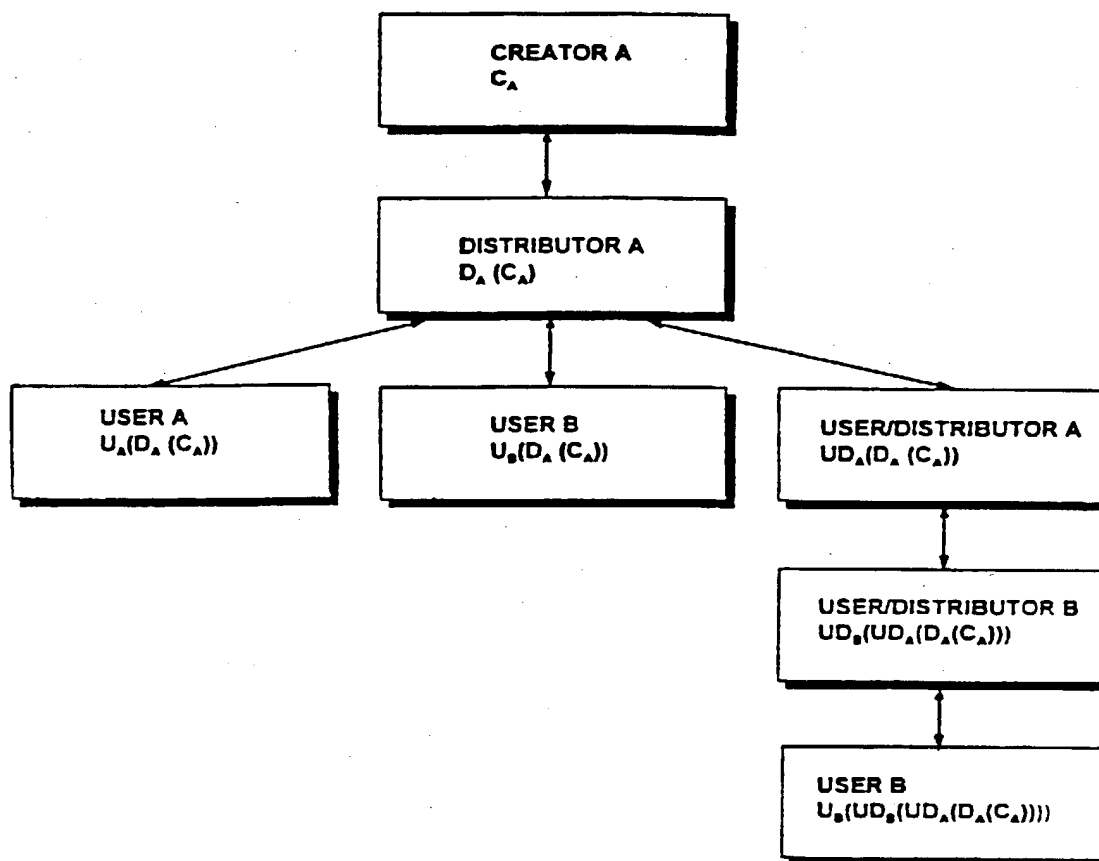 CREATOR A
C_A
DISTRIBUTOR A
D_A (C_A)
USER A
U_A(D_A (C_A))
USER B
U_B(D_A (C_A))
USER/DISTRIBUTOR A
UD_A(D_A (C_A))
USER/DISTRIBUTOR B
UD_B(UD_A(D_A(C_A)))
USER B
U_B(UD_B(UD_A(D_A(C_A))))